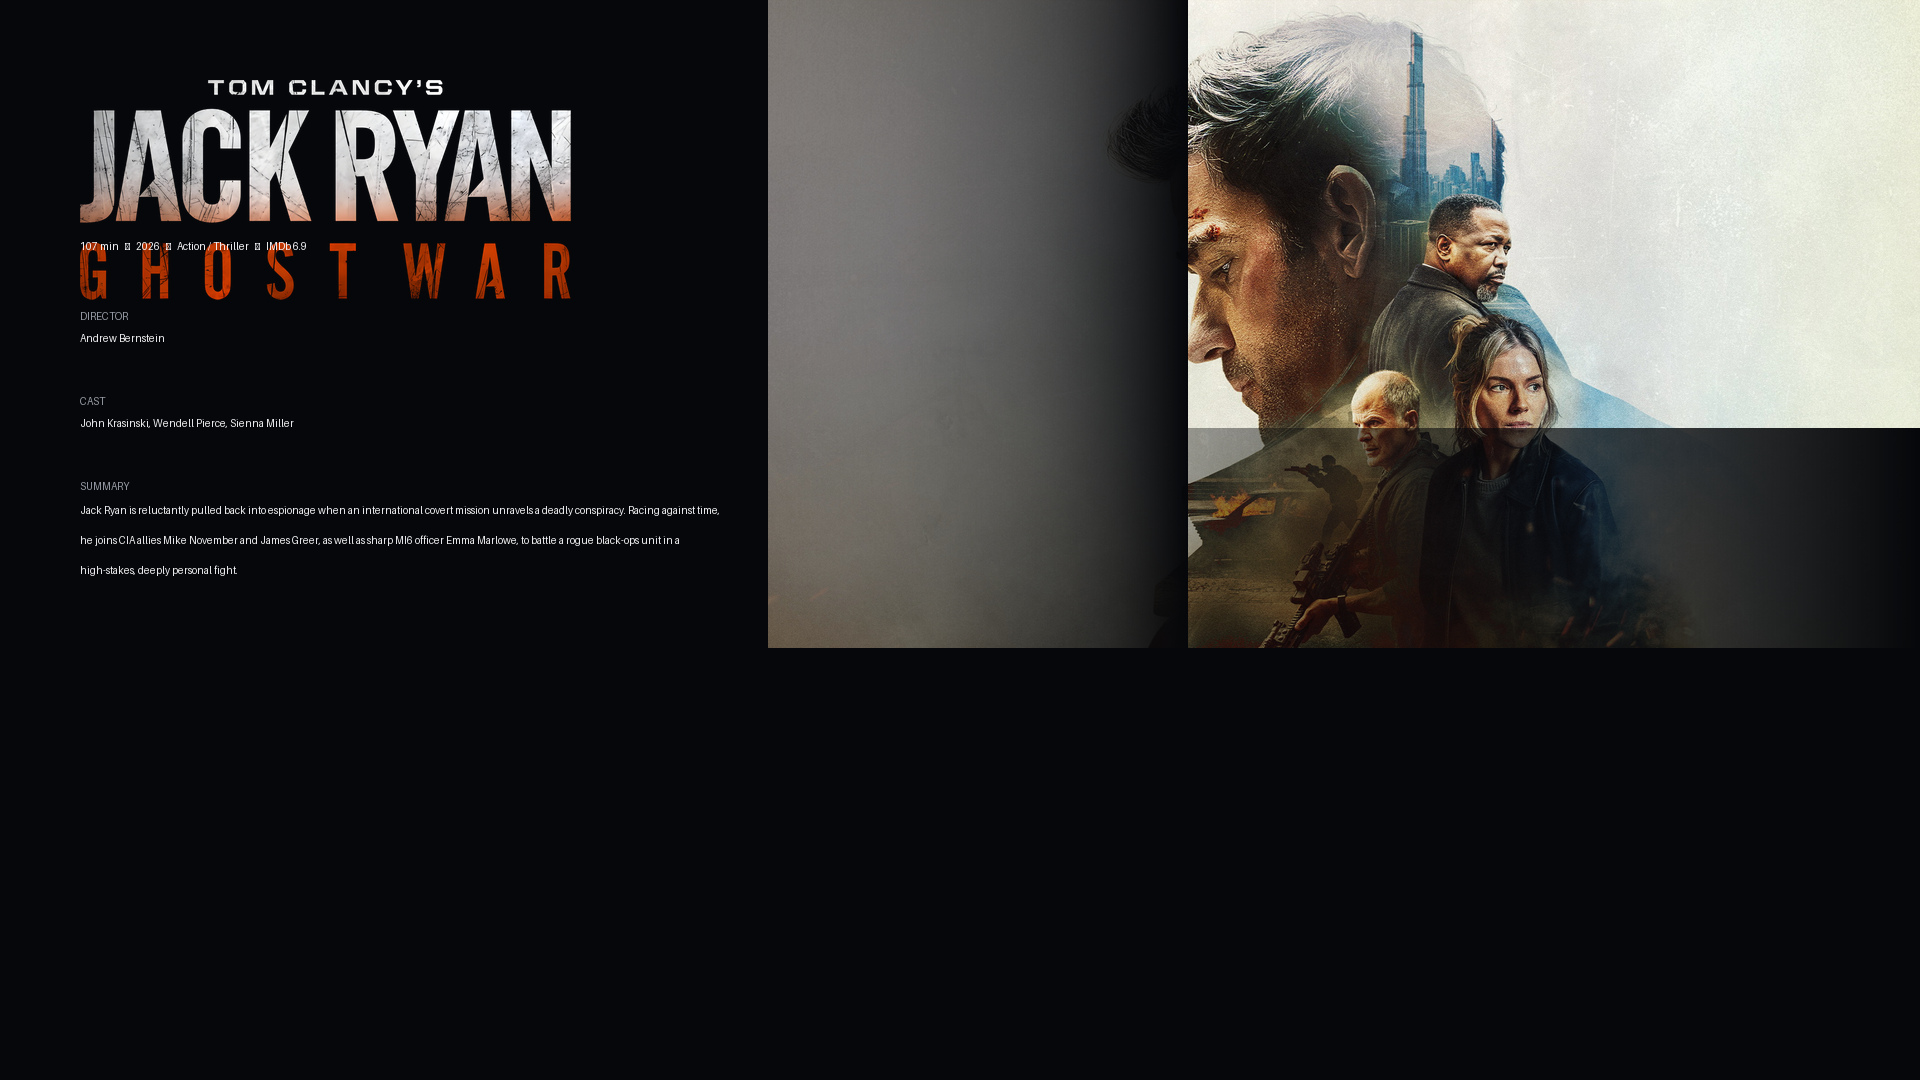 TOM CLANCY'S
JACK RYAN
GHOST WAR
107 min 2026 Action / Thriller IMDb 6.9
DIRECTOR
Andrew Bernstein
CAST
John Krasinski, Wendell Pierce, Sienna Miller
SUMMARY
Jack Ryan is reluctantly pulled back into espionage when an international covert mission unravels a deadly conspiracy. Racing against time,
he joins CIA allies Mike November and James Greer, as well as sharp MI6 officer Emma Marlowe, to battle a rogue black-ops unit in a
high-stakes, deeply personal fight.